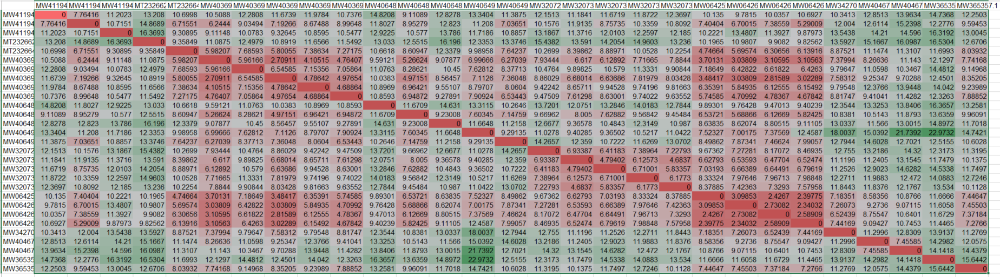 MW41194 MW41194 MW41194 MT232662 MT232664 MW40369 MW40369 MW40369 MW40369 MW40369 MW40648 MW40648 MW40648 MW40649 MW40649 MW32072 MW32073 MW32073 MW32073 MW32073 MW06425 MW06426 MW06426 MW06426 MW34270 MW40467 MW40467 MW36535 MW365357.1
MW41194 0 7.76416 11.2023 13.208 10.6998 10.5088 12.2808 11.6739 11.9784 10.7376 14.8208 9.11089 12.8278 13.3404 11.3875 12.1513 11.1841 11.6719 11.8722 12.3697 10.135 9.7815 10.0357 10.6927 10.3413 12.8513 13.9634 14.7368 12.2503
MW41194 7.76416 0 10.7151 14.8689 6.71551 6.2444 9.03494 7.19266 8.67488 8.99648 11.8027 8.95279 12.823 11.208 7.03651 10.1576 11.9135 8.75735 10.3359 10.8092 7.40404 6.70015 7.38559 5.29009 12.004 12.6114 15.2398 12.2776 9.59453
MW41194 11.2023 10.7151 0 16.3693 9.30895 9.11148 10.0783 9.32645 10.8595 10.5477 12.9225 10.577 13.786 11.7186 10.8857 13.1867 11.3716 12.0103 12.2597 12.185 10.2221 13.4807 11.3927 9.87973 13.5438 14.21 14.596 16.3192 13.0045
MT232662 13.208 14.8689 16.3693 0 9.35849 11.0875 12.4979 10.8919 11.6566 11.5492 13.033 12.5515 16.196 12.3353 13.3746 15.4382 13.591 14.2054 14.9603 13.236 10.1965 10.9807 9.9082 9.82562 13.5927 15.1667 16.0987 16.5304 12.6706
MT232664 10.6998 6.71551 9.30895 9.35849 0 5.98207 7.68593 5.80055 7.38634 7.27175 10.6618 8.60947 12.3379 9.98958 7.64237 10.2699 8.39862 8.88971 10.0528 10.2254 4.74664 5.69574 6.30656 6.13916 8.87521 11.1474 11.3107 11.6993 8.03932
MW40369 10.5088 6.2444 9.11148 11.0875 5.98207 0 5.96166 2.70911 4.10515 4.76407 9.59121 5.26624 9.07877 6.99666 6.27039 7.93444 6.617 6.12892 7.71665 7.8844 3.70131 3.03809 3.10595 3.10563 7.37994 8.26636 11.143 12.1297 7.74168
MW40369 12.2808 9.03494 10.0783 12.4979 7.68593 5.96166 0 6.54585 7.15356 7.05864 11.0763 8.28621 10.45 7.62812 8.37713 10.4764 9.89825 10.579 11.3331 9.90844 7.18649 6.42822 6.61822 6.4263 9.79647 11.0598 10.3467 14.4812 9.14968
MW40369 11.6739 7.19266 9.32645 10.8919 5.80055 2.70911 6.54585 0 4.78642 4.97654 10.0383 4.97151 8.56457 7.1126 7.36048 8.86029 6.68014 6.63686 7.81979 8.03428 3.48417 3.03809 2.81589 3.02289 7.58312 9.25347 9.70288 12.4501 8.35205
MW40369 11.9784 8.67488 10.8595 11.6566 7.38634 4.10515 7.15356 4.78642 0 4.68864 10.8969 6.96421 9.55107 8.79707 8.0604 9.42242 8.65711 9.94528 9.74196 9.81663 6.35391 5.84935 6.12555 6.15492 9.79548 12.3766 13.9448 14.042 9.23989
MW40369 10.7376 8.99648 10.5477 11.5492 7.27175 4.76407 7.05864 4.97654 4.68864 0 10.8593 6.94872 9.27891 7.90924 6.53443 9.47509 7.61298 8.63001 9.74022 9.63552 5.74585 4.70992 4.78367 4.67842 8.81747 9.41041 11.4282 12.3263 7.88852
MW40648 14.8208 11.8027 12.9225 13.033 10.6618 9.59121 11.0763 10.0383 10.8969 10.8593 0 11.6709 14.631 13.3115 10.2646 13.7201 12.0751 13.2846 14.0183 12.7844 9.89301 9.76428 9.47013 9.40239 12.3544 13.3253 13.8406 16.3657 13.2581
MW40648 9.11089 8.95279 10.577 12.5515 8.60947 5.26624 8.28621 4.97151 6.96421 6.94872 11.6709 0 9.23008 7.60345 7.14759 9.66962 8.005 7.62882 9.56842 9.45484 6.53721 5.68866 6.12669 5.82425 10.8381 10.5143 11.8793 13.6359 9.96091
MW40648 12.8278 12.823 13.786 16.196 12.3379 9.07877 10.45 8.56457 9.55107 9.27891 14.631 9.23008 0 11.6648 11.2158 12.6677 9.36578 10.4843 12.3149 10.987 8.63835 8.62074 8.80515 9.11105 13.0337 11.566 13.0015 14.8972 11.7018
MW40649 13.3404 11.208 11.7186 12.3353 9.98958 6.99666 7.62812 7.1126 8.79707 7.90924 13.3115 7.60345 11.6648 0 9.29135 11.0278 9.40285 9.36502 10.5217 11.0422 7.52327 7.00175 7.37569 12.4587 18.0037 15.0392 21.7392 22.9732 14.7421
MW40649 11.3875 7.03651 10.8857 13.3746 7.64237 6.27039 8.37713 7.36048 8.0604 6.53443 10.2646 7.14759 11.2158 9.29135 0 14.2657 12.359 10.7222 11.6269 13.0702 8.49862 7.87341 7.46624 7.99057 12.7944 14.6028 12.7021 12.5155 10.6028
MW32072 12.1513 10.1576 13.1867 15.4382 10.2699 7.93444 10.4764 8.86029 9.42242 9.47509 13.7201 9.66962 12.6677 11.0278 14.2657 0 6.93387 6.41183 7.38964 7.22793 9.67362 7.27281 8.17072 8.46935 12.755 13.2186 14.32 12.3173 11.3195
MW32073 11.1841 11.9135 11.3716 13.591 8.39862 6.617 9.89825 6.68014 8.65711 7.61298 12.0751 8.005 9.36578 9.40285 12.359 6.93387 0 4.79402 6.12573 4.6837 6.62793 6.53593 6.47704 6.52474 11.1196 11.2405 13.1545 11.7479 10.1375
MW32073 11.6719 8.75735 12.0103 14.2054 8.88971 6.12892 10.579 6.63686 9.94528 8.63001 13.2846 7.62882 10.4843 9.36502 10.7222 6.41183 4.79402 0 6.71001 5.83357 7.03193 6.66389 6.64491 6.79619 11.2526 12.9023 14.6282 14.5338 11.7497
MW32073 11.8722 10.3359 12.2597 14.9603 10.0528 7.71665 11.3331 7.81979 9.74196 9.74022 14.0183 9.56842 12.3149 10.5217 11.6269 7.38964 6.12573 6.71001 0 6.1773 8.33324 7.97646 7.96713 7.98848 12.2711 11.9883 12.472 14.0883 12.7246
MW32073 12.3697 10.8092 12.185 13.236 10.2254 7.8844 9.90844 8.03428 9.81663 9.63552 12.7844 9.45484 10.987 11.0422 13.0702 7.22793 4.6837 5.83357 6.1773 0 8.37885 7.42363 7.3293 7.57958 11.8443 11.8376 12.1767 13.534 10.1128
MW06425 10.135 7.40404 10.2221 10.1965 4.74664 3.70131 7.18649 3.48417 6.35391 5.74585 9.89301 6.53721 8.63835 7.52327 8.49862 9.67362 6.62793 7.03193 8.33324 8.37885 0 3.09853 2.4267 2.39775 7.18351 8.58356 10.8766 11.6666 7.44647
MW06426 9.7815 6.70015 13.4807 10.9807 5.69574 3.03809 6.42822 3.03809 5.84935 4.70992 9.76428 5.68866 8.62074 7.00175 7.87341 7.27281 6.53593 6.66389 7.97646 7.42363 3.09853 0 2.73082 2.34032 7.26073 9.2736 9.07115 11.6058 7.45503
MW06426 10.0357 7.38559 11.3927 9.9082 6.30656 3.10595 6.61822 2.81589 6.12555 4.78367 9.47013 6.12669 8.80515 7.37569 7.46624 8.17072 6.47704 6.64491 7.96713 7.3293 2.4267 2.73082 0 2.58909 6.52439 8.75547 10.6401 11.6729 7.37184
MW06426 10.6927 5.29009 9.87973 9.82562 6.13916 3.10563 6.4263 3.02289 6.15492 4.67842 9.40239 5.82425 9.11105 12.4587 7.99057 8.46935 6.52474 6.79619 7.98848 7.57958 2.39775 2.34032 2.58909 0 7.44169 9.09427 10.7453 11.4465 7.2766
MW34270 10.3413 12.004 13.5438 13.5927 8.87521 7.37994 9.79647 7.58312 9.79548 8.81747 12.3544 10.8381 13.0337 18.0037 12.7944 12.755 11.1196 11.2526 12.2711 11.8443 7.18351 7.26073 6.52439 7.44169 0 11.2996 12.8309 13.9137 11.2769
MW40467 12.8513 12.6114 14.21 15.1667 11.1474 8.26636 11.0598 9.25347 12.3766 9.41041 13.3253 10.5143 11.566 15.0392 14.6028 13.2186 11.2405 12.9023 11.9883 11.8376 8.58356 9.2736 8.75547 9.09427 11.2996 0 7.45585 14.2982 12.0575
MW40467 13.9634 15.2398 14.596 16.0987 11.3107 11.143 10.3467 9.70288 13.9448 11.4282 13.8406 11.8793 13.0015 21.7392 12.7021 14.32 13.1545 14.6282 12.472 12.1767 10.8766 9.07115 10.6401 10.7453 12.8309 7.45585 0 14.1418 14.4379
MW36535 14.7368 12.2776 16.3192 16.5304 11.6993 12.1297 14.4812 12.4501 14.042 12.3263 16.3657 13.6359 14.8972 22.9732 12.5155 12.3173 11.7479 14.5338 14.0883 13.534 11.6666 11.6058 11.6729 11.4465 13.9137 14.2982 14.1418 0 15.6442
MW36535 12.2503 9.59453 13.0045 12.6706 8.03932 7.74168 9.14968 8.35205 9.23989 7.88852 13.2581 9.96091 11.7018 14.7421 10.6028 11.3195 10.1375 11.7497 12.7246 10.1128 7.44647 7.45503 7.37184 7.2766 11.2769 12.0575 14.4379 15.6442 0